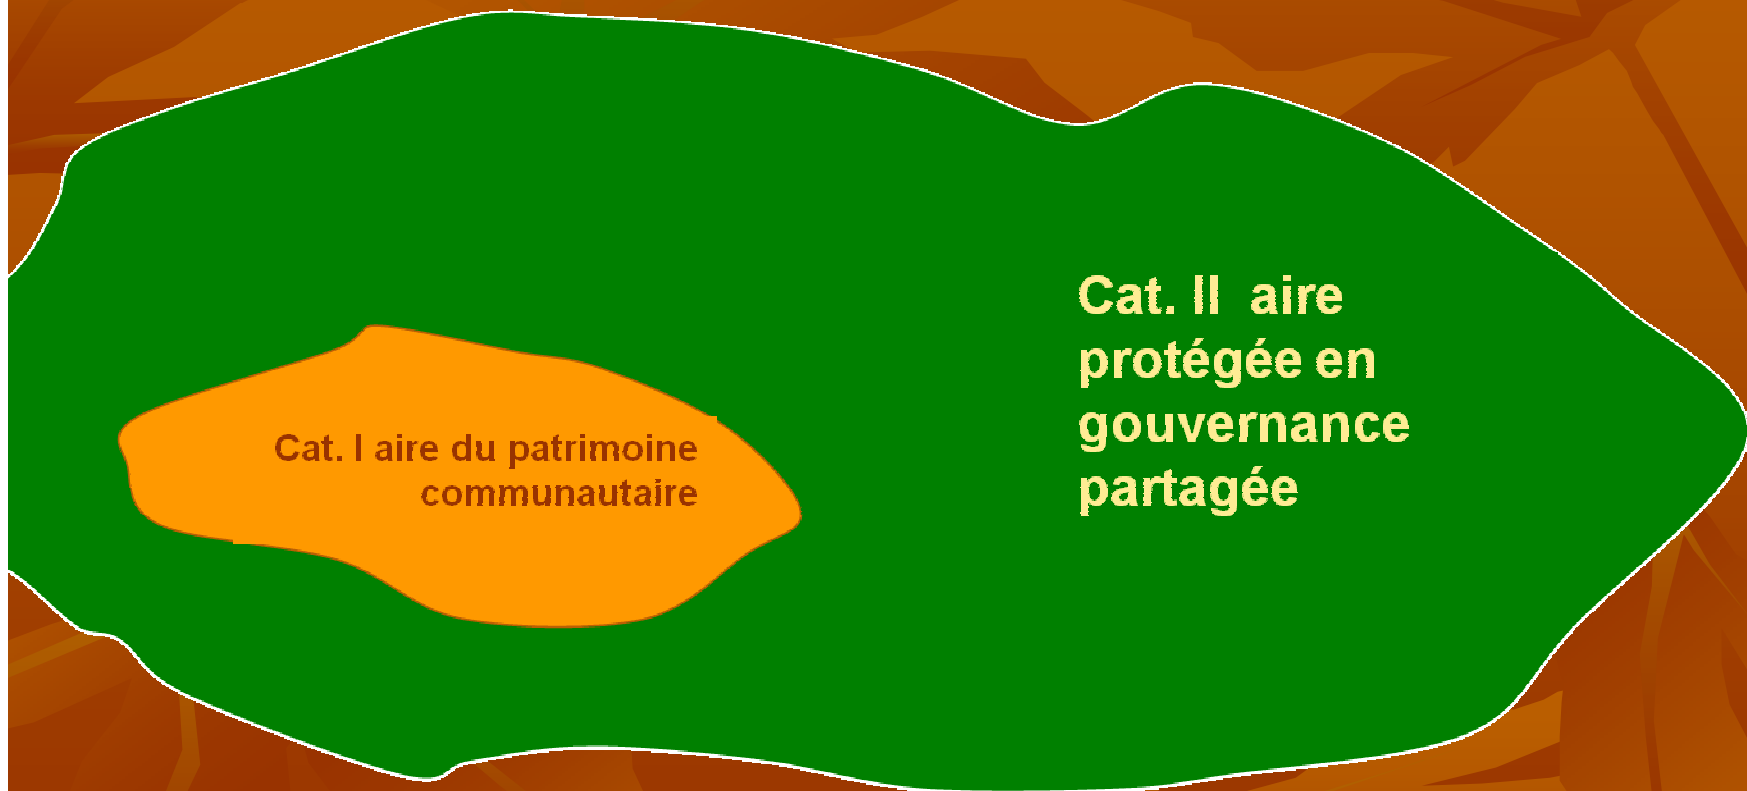 Cat. II  aire
protégée en
gouvernance
partagée
Cat. I aire du patrimoine
communautaire